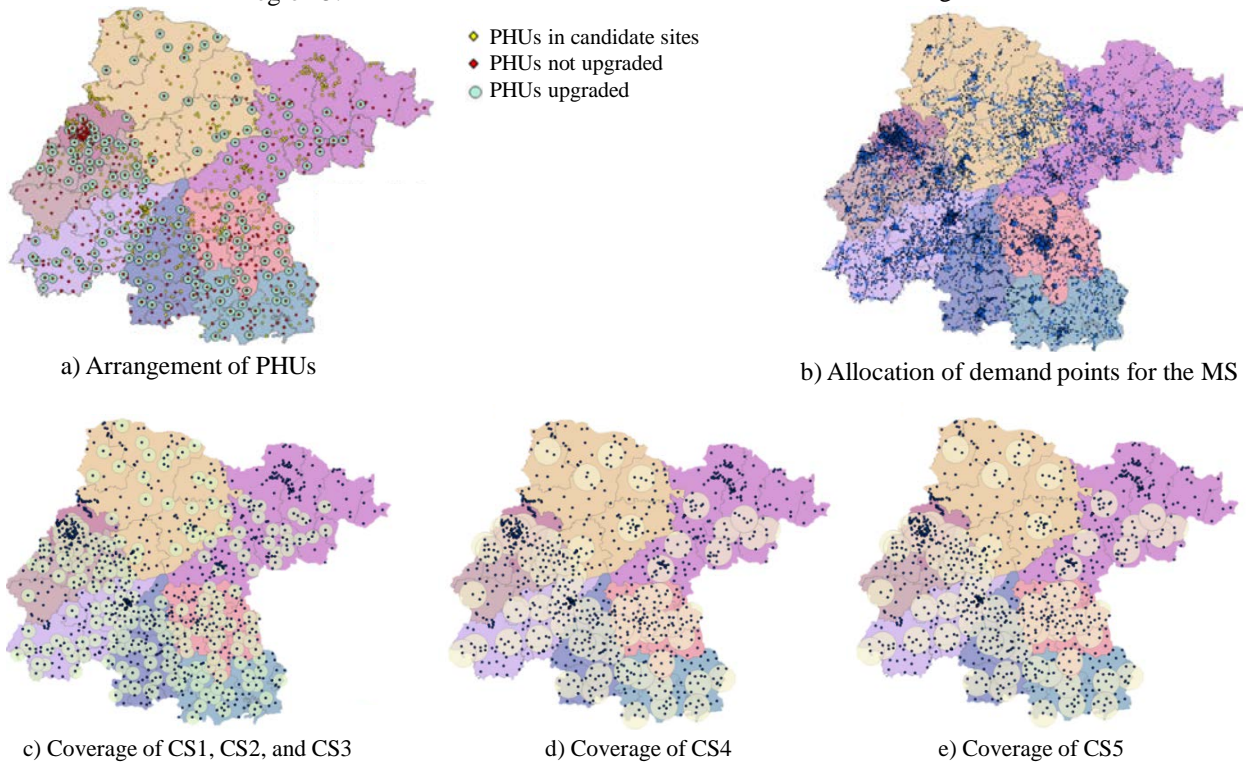 PHUs in candidate sites
PHUs not upgraded
PHUs upgraded
a) Arrangement of PHUs
b) Allocation of demand points for the MS
c) Coverage of CS1, CS2, and CS3
d) Coverage of CS4
e) Coverage of CS5